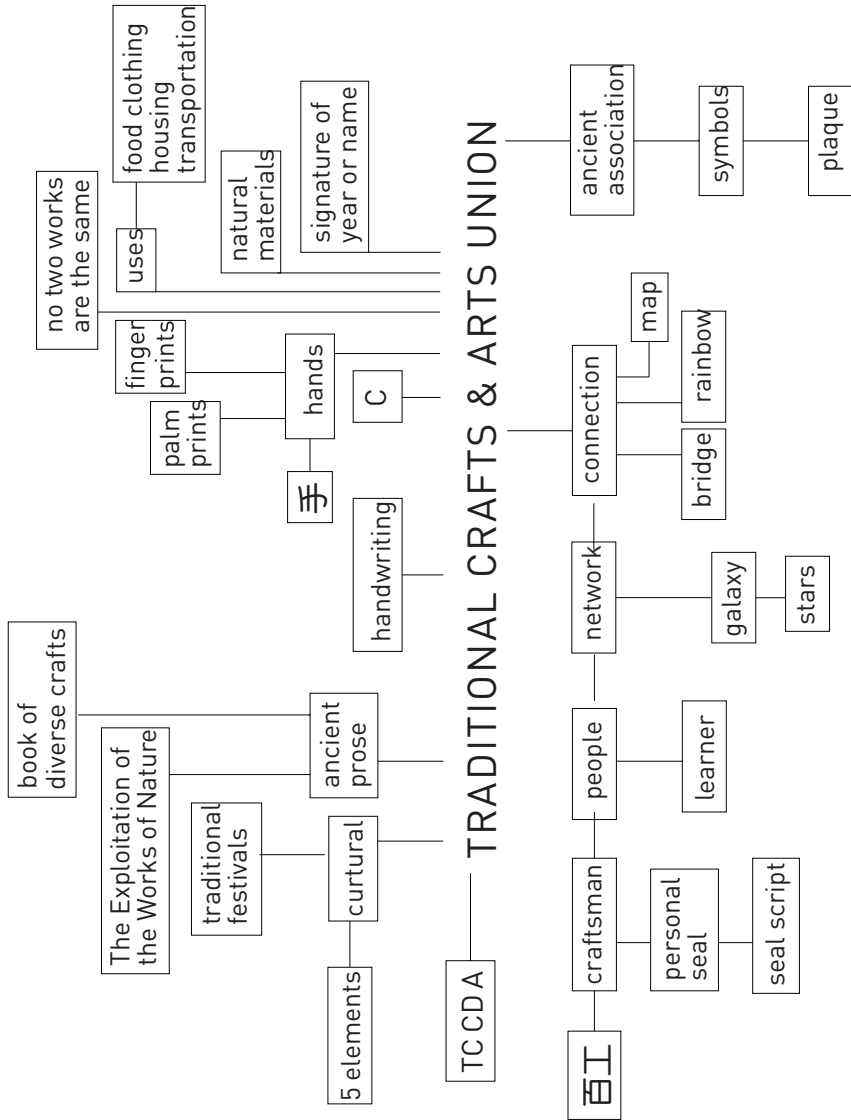 book of
diverse crafts
The Exploitation of
the Works of Nature
traditional
festivals
ancient
prose
curtural
5 elements
no two works
are the same
food clothing
housing
transportation
uses
finger
prints
palm
prints
natural
materials
signature of
year or name
hands
手
C
handwriting
TRADITIONAL CRAFTS & ARTS UNION
TC CD A
百工
craftsman
personal
seal
seal script
people
learner
network
galaxy
stars
connection
bridge
rainbow
map
ancient
association
symbols
plaque